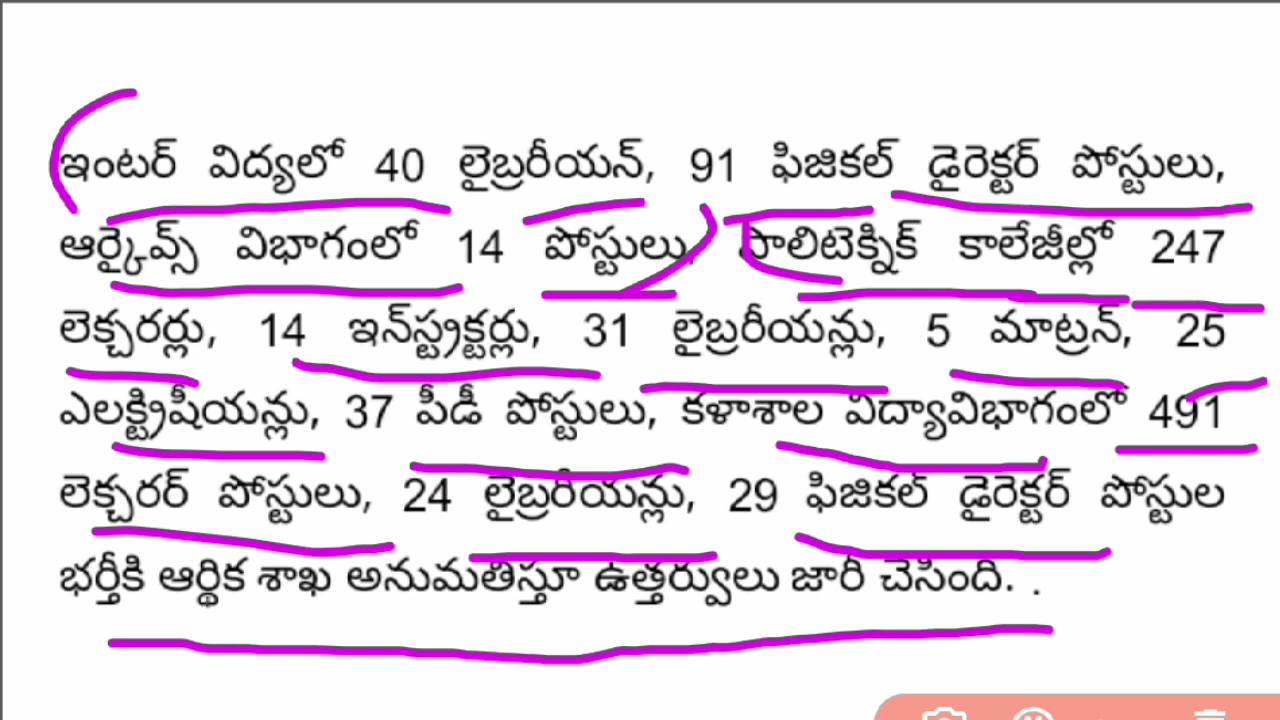 ఇంటర్ విద్యలో 40 లైబ్రరీయన్, 91 ఫిజికల్ డైరెక్టర్ పోస్టులు,
ఆర్కైవ్స్ విభాగంలో 14 పోస్టులు, పాలిటెక్నిక్ కాలేజీల్లో 247
లెక్చరర్లు, 14 ఇన్‌స్ట్రక్టర్లు, 31 లైబ్రరీయన్లు, 5 మాట్రన్, 25
ఎలక్ట్రిషీయన్లు, 37 పీడీ పోస్టులు, కళాశాల విద్యావిభాగంలో 491
లెక్చరర్ పోస్టులు, 24 లైబ్రరీయన్లు, 29 ఫిజికల్ డైరెక్టర్ పోస్టుల
భర్తీకి ఆర్థిక శాఖ అనుమతిస్తూ ఉత్తర్వులు జారీ చేసింది. .